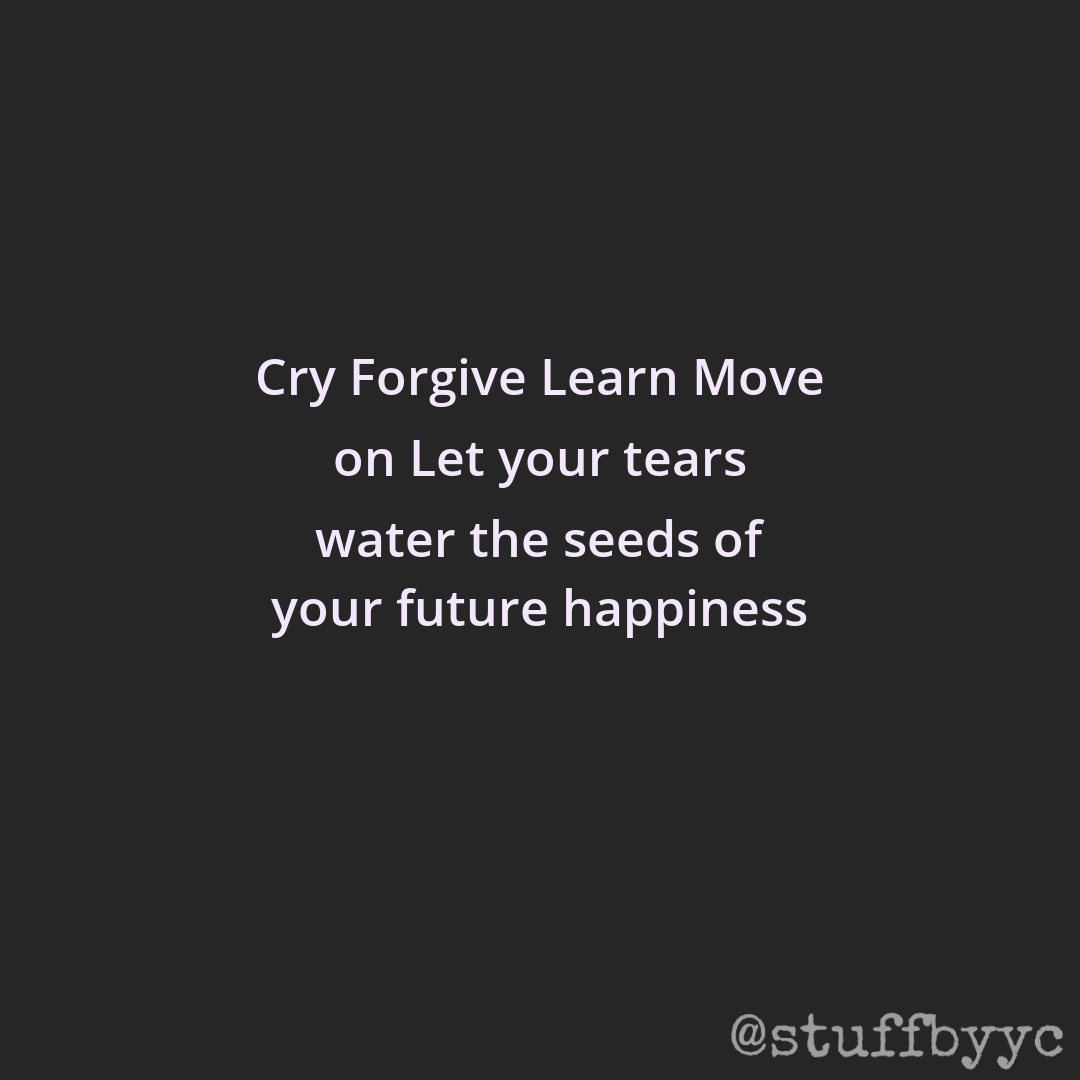 Cry Forgive Learn Move
on Let your tears
water the seeds of
your future happiness
@stuffbyyc